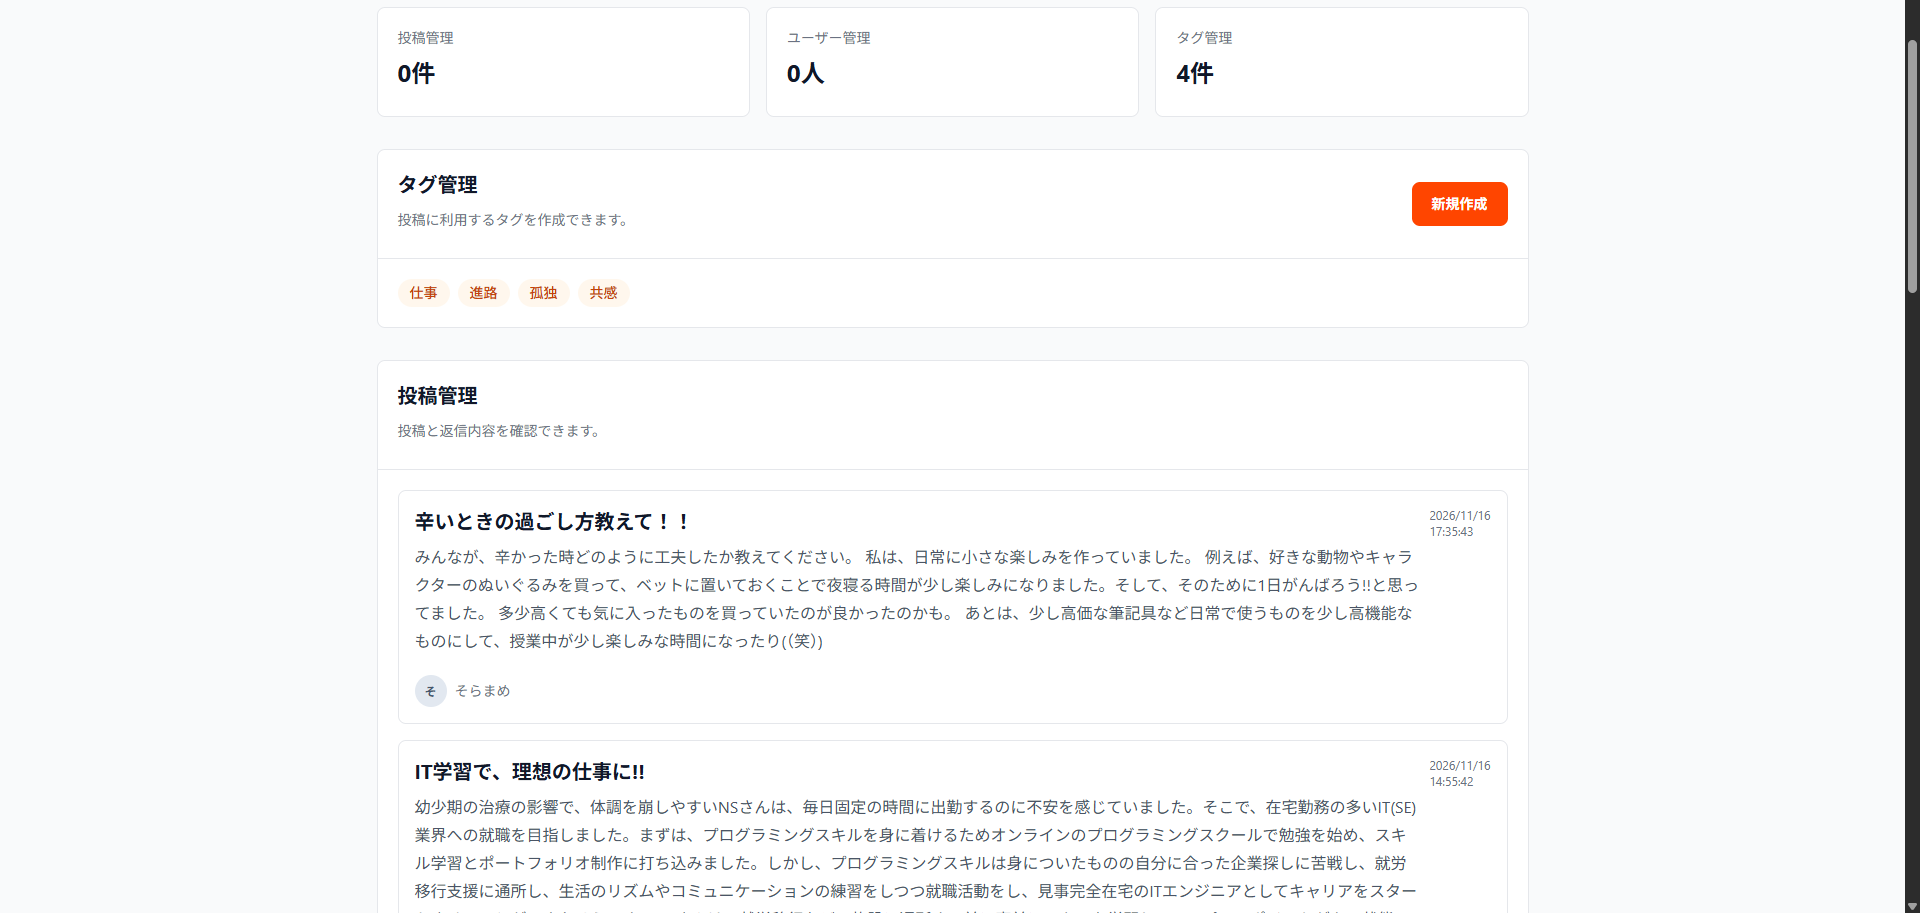 投稿管理
0件
ユーザー管理
0人
タグ管理
4件
タグ管理
投稿に利用するタグを作成できます。
新規作成
仕事 進路 孤独 共感
投稿管理
投稿と返信内容を確認できます。
辛いときの過ごし方教えて！！
2026/11/16
17:35:43
みんなが、辛かった時どのように工夫したか教えてください。 私は、日常に小さな楽しみを作っていました。 例えば、好きな動物やキャラ
クターのぬいぐるみを買って、ベットに置いておくことで夜寝る時間が少し楽しみになりました。そして、そのために1日がんばろう!!と思っ
てました。 多少高くても気に入ったものを買っていたのが良かったのかも。 あとは、少し高価な筆記具など日常で使うものを少し高機能な
ものにして、授業中が少し楽しみな時間になったり((笑))
そ そらまめ
IT学習で、理想の仕事に!!
2026/11/16
14:55:42
幼少期の治療の影響で、体調を崩しやすいNSさんは、毎日固定の時間に出勤するのに不安を感じていました。そこで、在宅勤務の多いIT(SE)
業界への就職を目指しました。まずは、プログラミングスキルを身に着けるためオンラインのプログラミングスクールで勉強を始め、スキ
ル学習とポートフォリオ制作に打ち込みました。しかし、プログラミングスキルは身についたものの自分に合った企業探しに苦戦し、就労
移行支援に通所し、生活のリズムやコミュニケーションの練習をしつつ就職活動をし、見事完全在宅のITエンジニアとしてキャリアをスター